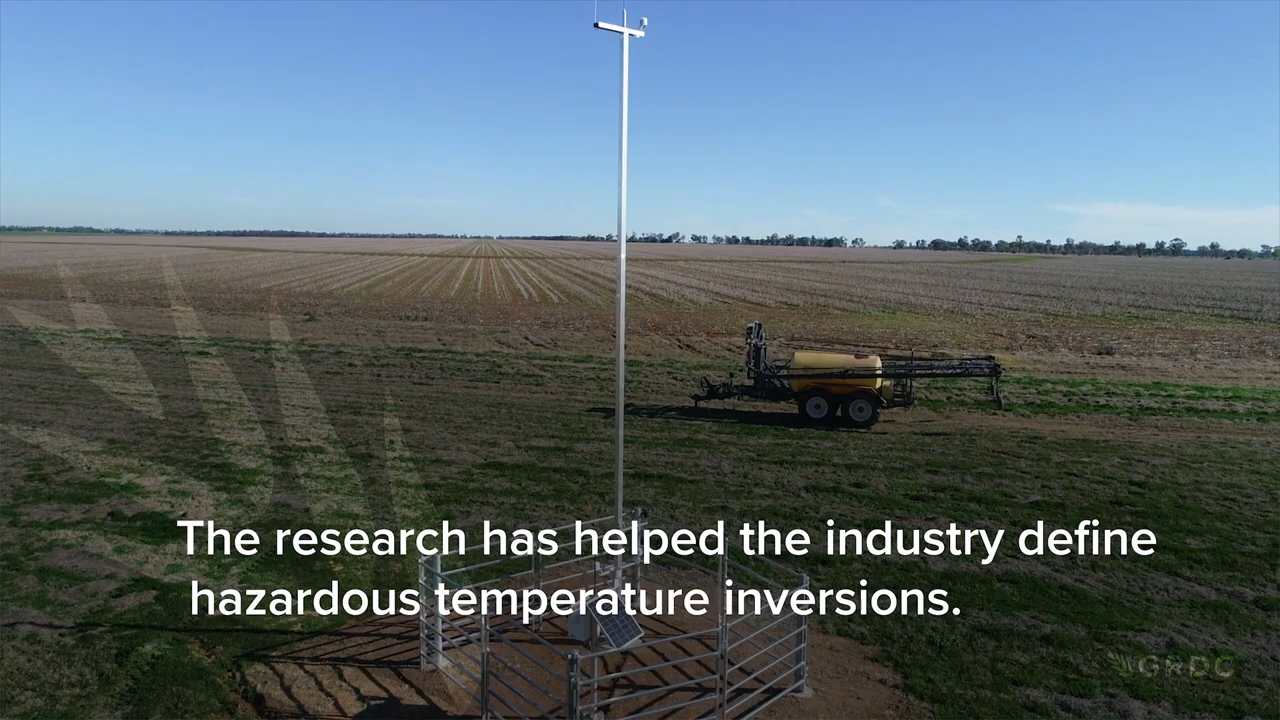 The research has helped the industry define
hazardous temperature inversions.
GRDC